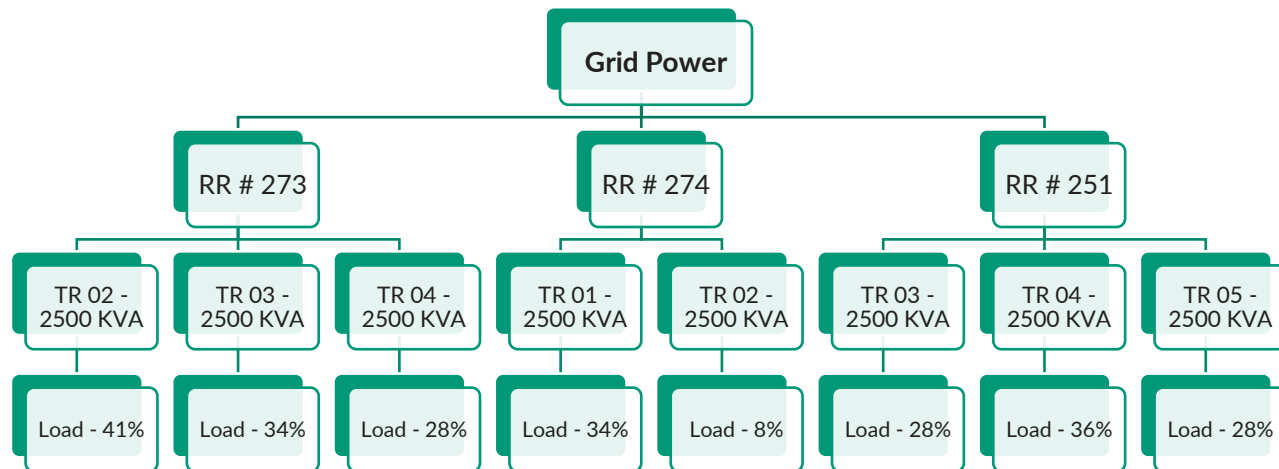 Grid Power
RR # 273
RR # 274
RR # 251
TR 02 -
2500 KVA
TR 03 -
2500 KVA
TR 04 -
2500 KVA
TR 01 -
2500 KVA
TR 02 -
2500 KVA
TR 03 -
2500 KVA
TR 04 -
2500 KVA
TR 05 -
2500 KVA
Load - 41%
Load - 34%
Load - 28%
Load - 34%
Load - 8%
Load - 28%
Load - 36%
Load - 28%